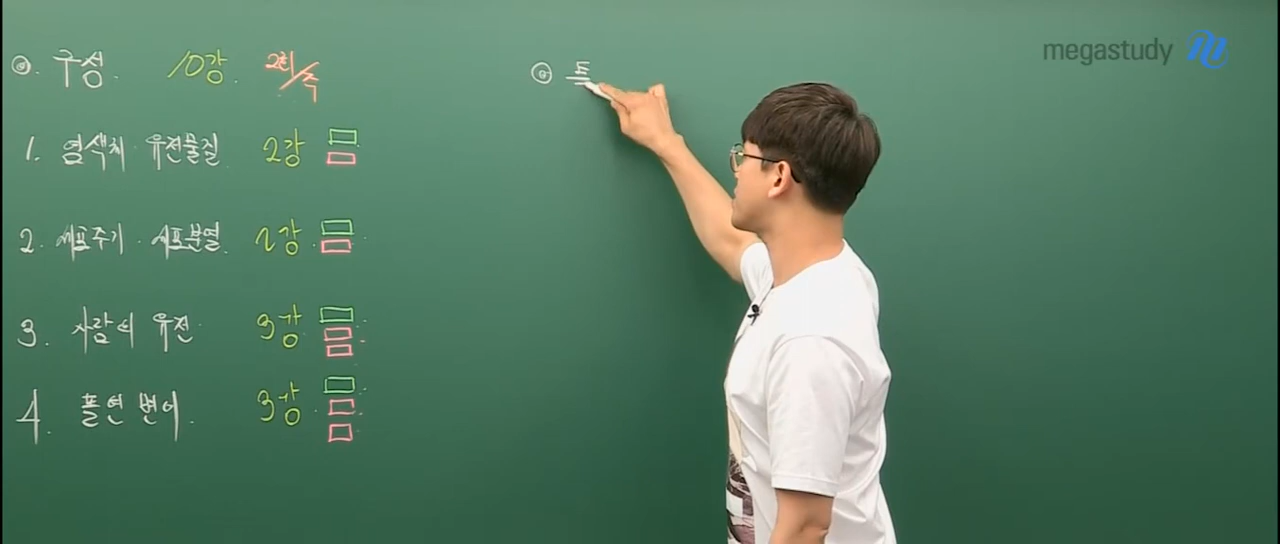 ◎. 구성. 10강. 2회/주
1. 염색체 유전물질 2강
2. 세포주기 · 세포분열. 2강
3. 사람의 유전. 3강
4. 돌연변이. 3강
◎
megastudy